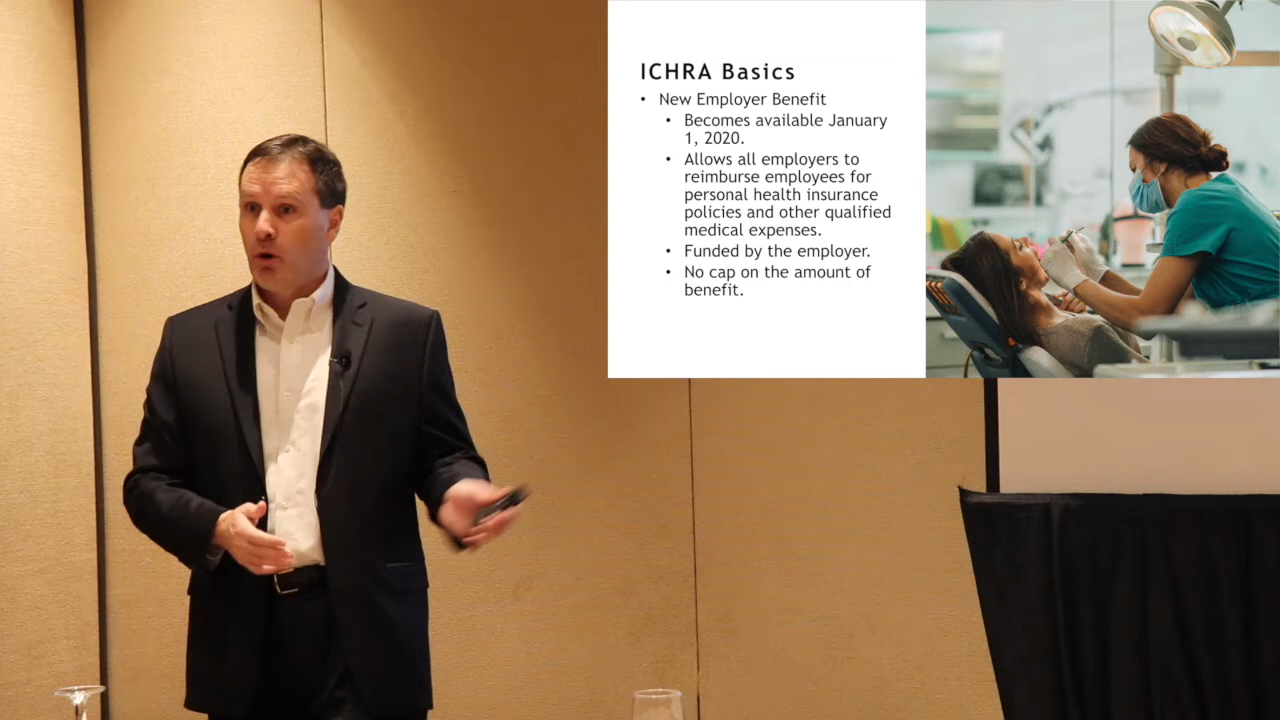 ICHRA Basics
• New Employer Benefit
• Becomes available January
1, 2020.
• Allows all employers to
reimburse employees for
personal health insurance
policies and other qualified
medical expenses.
• Funded by the employer.
• No cap on the amount of
benefit.